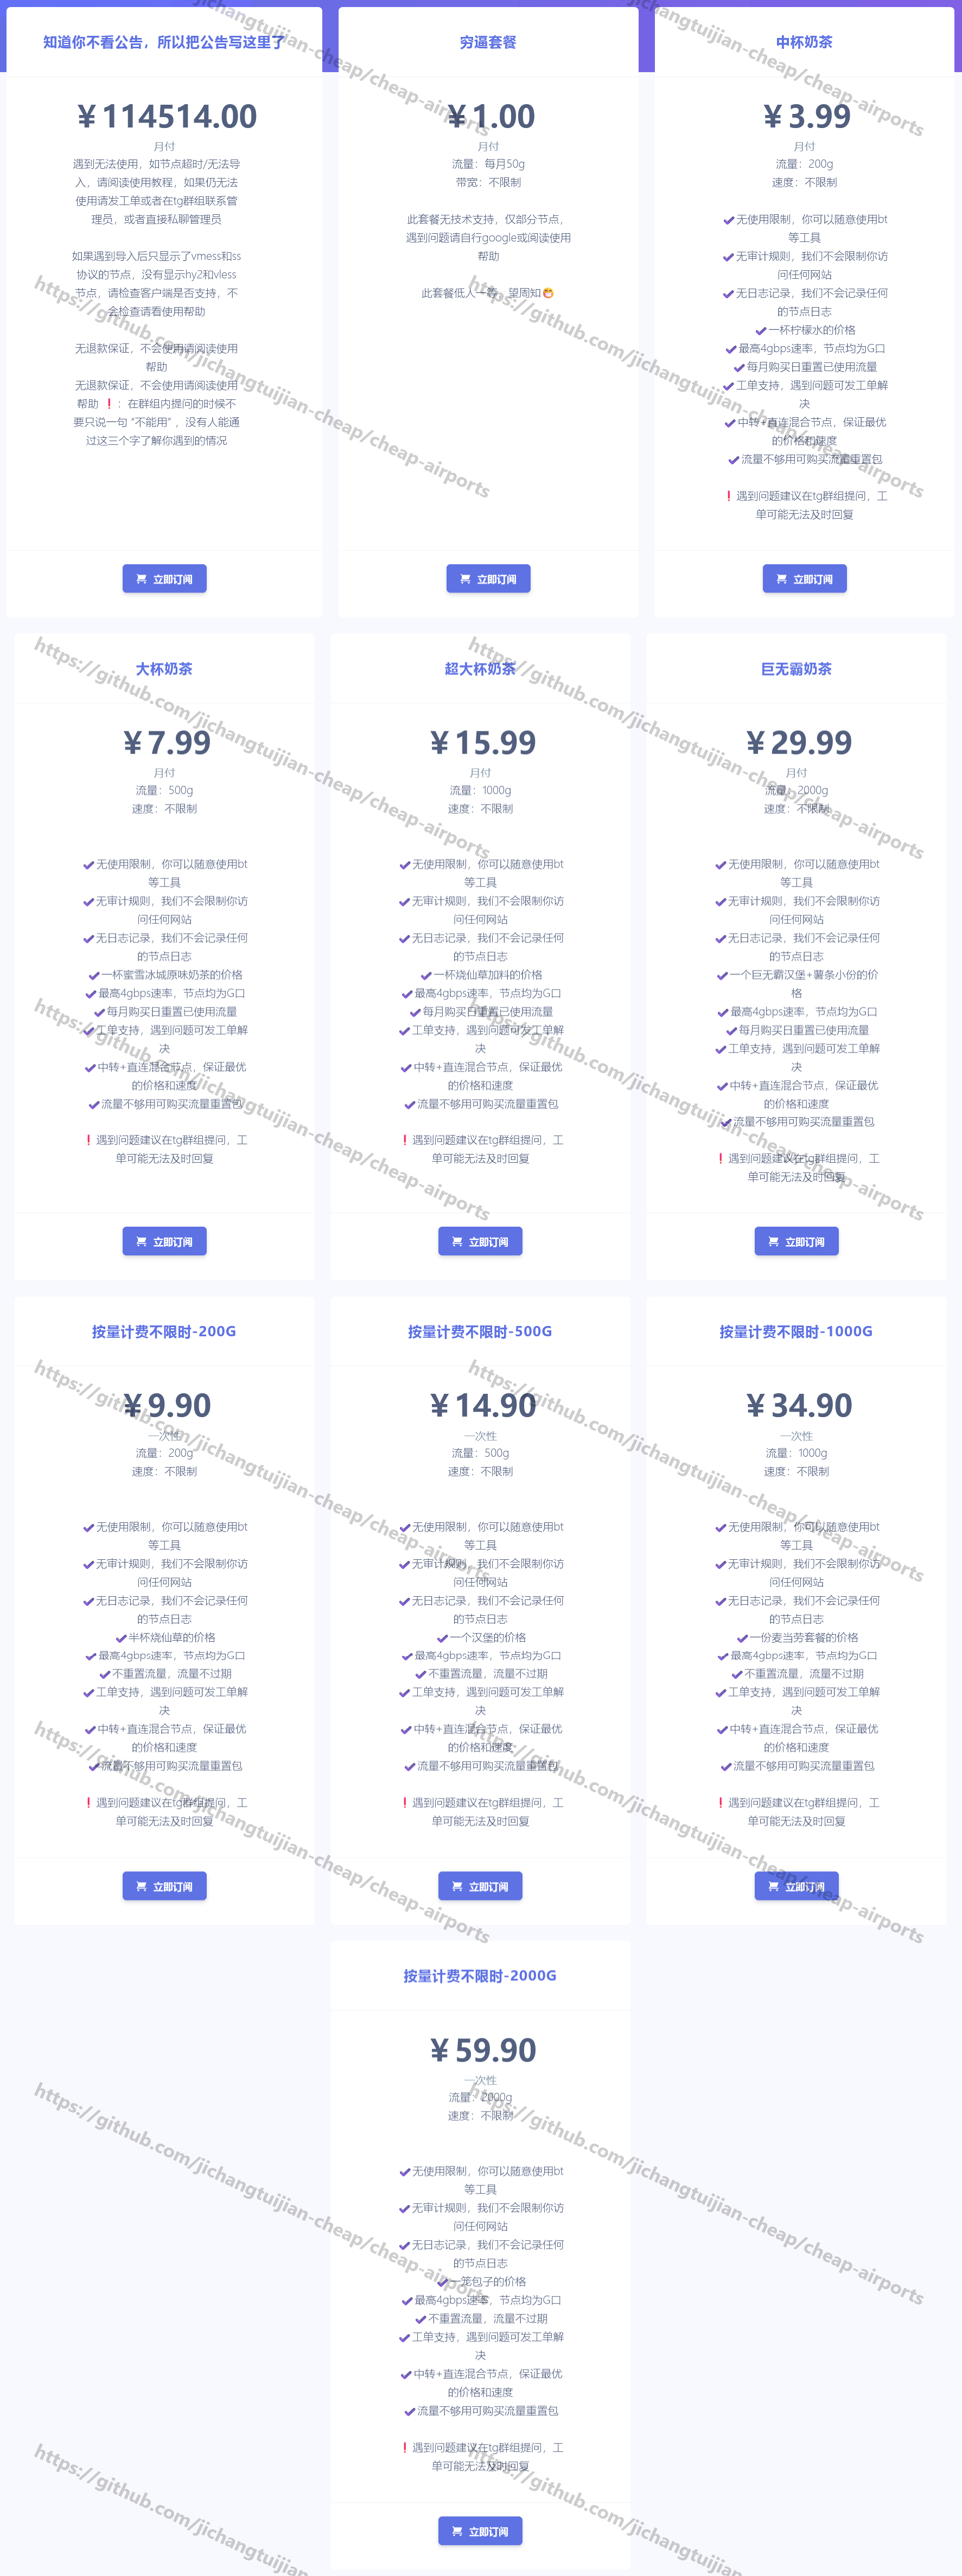 知道你不看公告，所以把公告写这里了
¥114514.00
月付
遇到无法使用，如节点超时/无法导
入，请阅读使用教程，如果仍无法
使用请发工单或者在tg群组联系管
理员，或者直接私聊管理员
如果遇到导入后只显示了vmess和ss
协议的节点，没有显示hy2和vless
节点，请检查客户端是否支持，不
会检查请看使用帮助
无退款保证，不会使用请阅读使用
帮助
无退款保证，不会使用请阅读使用
帮助❗：在群组内提问的时候不
要只说一句 “不能用” ，没有人能通
过这三个字了解你遇到的情况
立即订阅
穷逼套餐
¥1.00
月付
流量：每月50g
带宽：不限制
此套餐无技术支持，仅部分节点，
遇到问题请自行google或阅读使用
帮助
此套餐低人一等，望周知😁
立即订阅
中杯奶茶
¥3.99
月付
流量：200g
速度：不限制
✔无使用限制，你可以随意使用bt
等工具
✔无审计规则，我们不会限制你访
问任何网站
✔无日志记录，我们不会记录任何
的节点日志
✔一杯柠檬水的价格
✔最高4gbps速率，节点均为G口
✔每月购买日重置已使用流量
✔工单支持，遇到问题可发工单解
决
✔中转+直连混合节点，保证最优
的价格和速度
✔流量不够用可购买流量重置包
❗遇到问题建议在tg群组提问，工
单可能无法及时回复
立即订阅
大杯奶茶
¥7.99
月付
流量：500g
速度：不限制
✔无使用限制，你可以随意使用bt
等工具
✔无审计规则，我们不会限制你访
问任何网站
✔无日志记录，我们不会记录任何
的节点日志
✔一杯蜜雪冰城原味奶茶的价格
✔最高4gbps速率，节点均为G口
✔每月购买日重置已使用流量
✔工单支持，遇到问题可发工单解
决
✔中转+直连混合节点，保证最优
的价格和速度
✔流量不够用可购买流量重置包
❗遇到问题建议在tg群组提问，工
单可能无法及时回复
立即订阅
超大杯奶茶
¥15.99
月付
流量：1000g
速度：不限制
✔无使用限制，你可以随意使用bt
等工具
✔无审计规则，我们不会限制你访
问任何网站
✔无日志记录，我们不会记录任何
的节点日志
✔一杯烧仙草加料的价格
✔最高4gbps速率，节点均为G口
✔每月购买日重置已使用流量
✔工单支持，遇到问题可发工单解
决
✔中转+直连混合节点，保证最优
的价格和速度
✔流量不够用可购买流量重置包
❗遇到问题建议在tg群组提问，工
单可能无法及时回复
立即订阅
巨无霸奶茶
¥29.99
月付
流量：2000g
速度：不限制
✔无使用限制，你可以随意使用bt
等工具
✔无审计规则，我们不会限制你访
问任何网站
✔无日志记录，我们不会记录任何
的节点日志
✔一个巨无霸汉堡+薯条小份的价
格
✔最高4gbps速率，节点均为G口
✔每月购买日重置已使用流量
✔工单支持，遇到问题可发工单解
决
✔中转+直连混合节点，保证最优
的价格和速度
✔流量不够用可购买流量重置包
❗遇到问题建议在tg群组提问，工
单可能无法及时回复
立即订阅
按量计费不限时-200G
¥9.90
一次性
流量：200g
速度：不限制
✔无使用限制，你可以随意使用bt
等工具
✔无审计规则，我们不会限制你访
问任何网站
✔无日志记录，我们不会记录任何
的节点日志
✔半杯烧仙草的价格
✔最高4gbps速率，节点均为G口
✔不重置流量，流量不过期
✔工单支持，遇到问题可发工单解
决
✔中转+直连混合节点，保证最优
的价格和速度
✔流量不够用可购买流量重置包
❗遇到问题建议在tg群组提问，工
单可能无法及时回复
立即订阅
按量计费不限时-500G
¥14.90
一次性
流量：500g
速度：不限制
✔无使用限制，你可以随意使用bt
等工具
✔无审计规则，我们不会限制你访
问任何网站
✔无日志记录，我们不会记录任何
的节点日志
✔一个汉堡的价格
✔最高4gbps速率，节点均为G口
✔不重置流量，流量不过期
✔工单支持，遇到问题可发工单解
决
✔中转+直连混合节点，保证最优
的价格和速度
✔流量不够用可购买流量重置包
❗遇到问题建议在tg群组提问，工
单可能无法及时回复
立即订阅
按量计费不限时-1000G
¥34.90
一次性
流量：1000g
速度：不限制
✔无使用限制，你可以随意使用bt
等工具
✔无审计规则，我们不会限制你访
问任何网站
✔无日志记录，我们不会记录任何
的节点日志
✔一份麦当劳套餐的价格
✔最高4gbps速率，节点均为G口
✔不重置流量，流量不过期
✔工单支持，遇到问题可发工单解
决
✔中转+直连混合节点，保证最优
的价格和速度
✔流量不够用可购买流量重置包
❗遇到问题建议在tg群组提问，工
单可能无法及时回复
立即订阅
按量计费不限时-2000G
¥59.90
一次性
流量：2000g
速度：不限制
✔无使用限制，你可以随意使用bt
等工具
✔无审计规则，我们不会限制你访
问任何网站
✔无日志记录，我们不会记录任何
的节点日志
✔一笼包子的价格
✔最高4gbps速率，节点均为G口
✔不重置流量，流量不过期
✔工单支持，遇到问题可发工单解
决
✔中转+直连混合节点，保证最优
的价格和速度
✔流量不够用可购买流量重置包
❗遇到问题建议在tg群组提问，工
单可能无法及时回复
立即订阅
https://github.com/jichangtuijian-cheap/cheap-airports